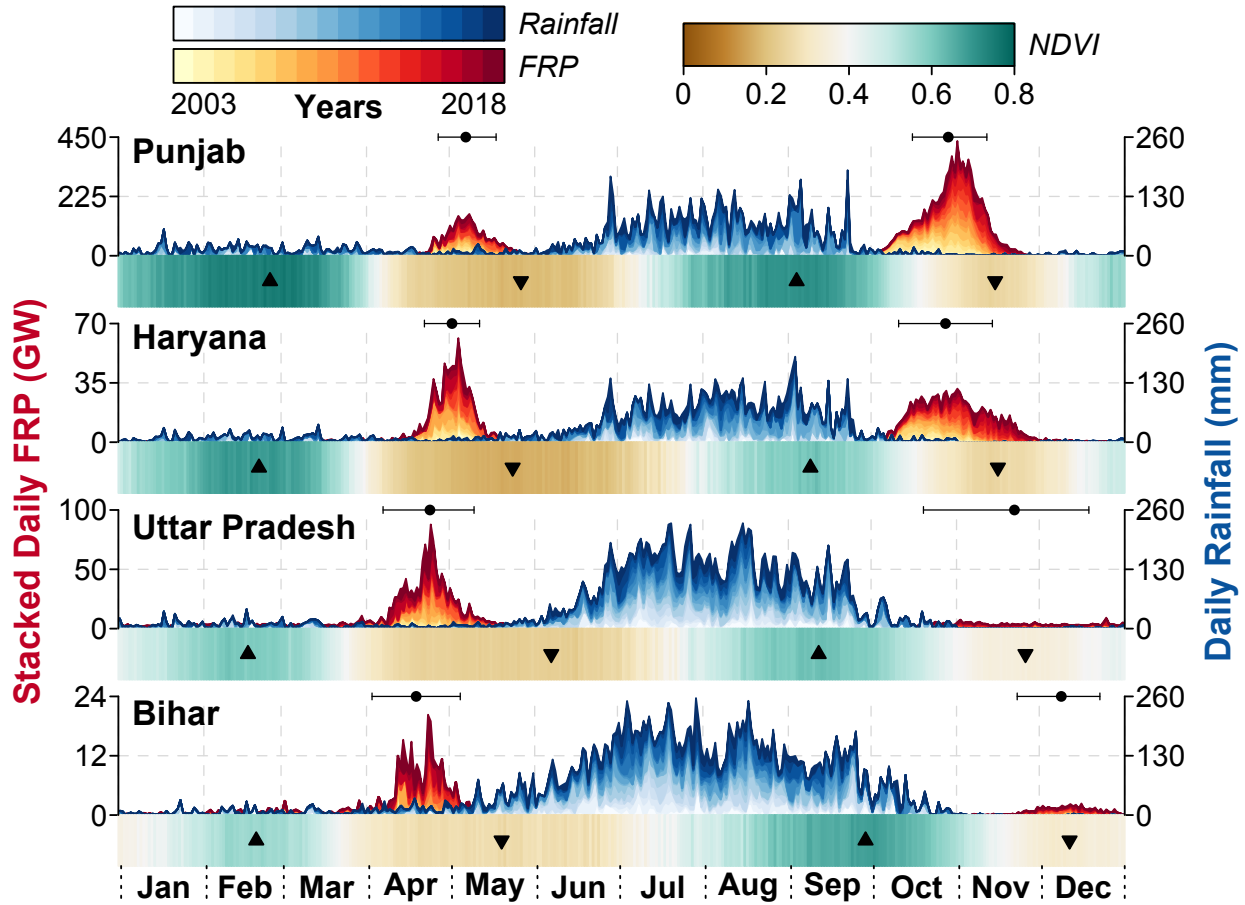 Rainfall
FRP
2003 Years 2018
NDVI
0 0.2 0.4 0.6 0.8
Stacked Daily FRP (GW)
Daily Rainfall (mm)
Punjab
450
225
0
260
130
0
Haryana
70
35
0
260
130
0
Uttar Pradesh
100
50
0
260
130
0
Bihar
24
12
0
260
130
0
Jan Feb Mar Apr May Jun Jul Aug Sep Oct Nov Dec